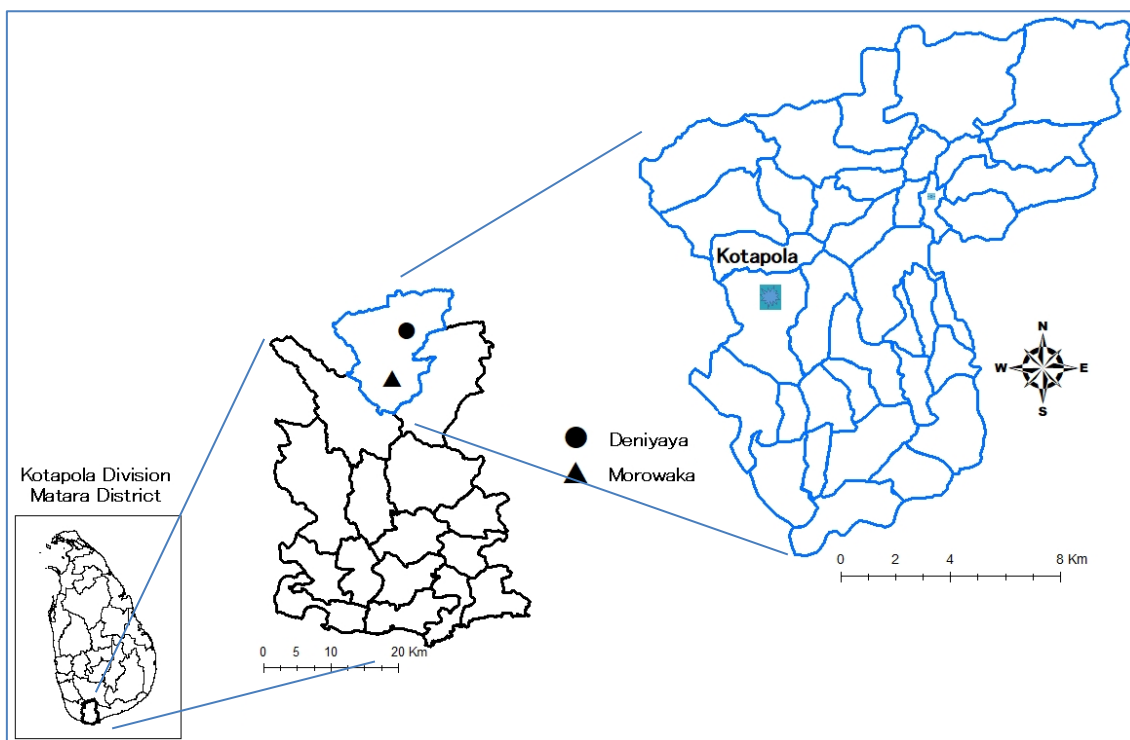 Kotapola
N
W
E
S
Deniyaya
Morowaka
Kotapola Division
Matara District
0 2 4 8 Km
0 5 10 20 Km